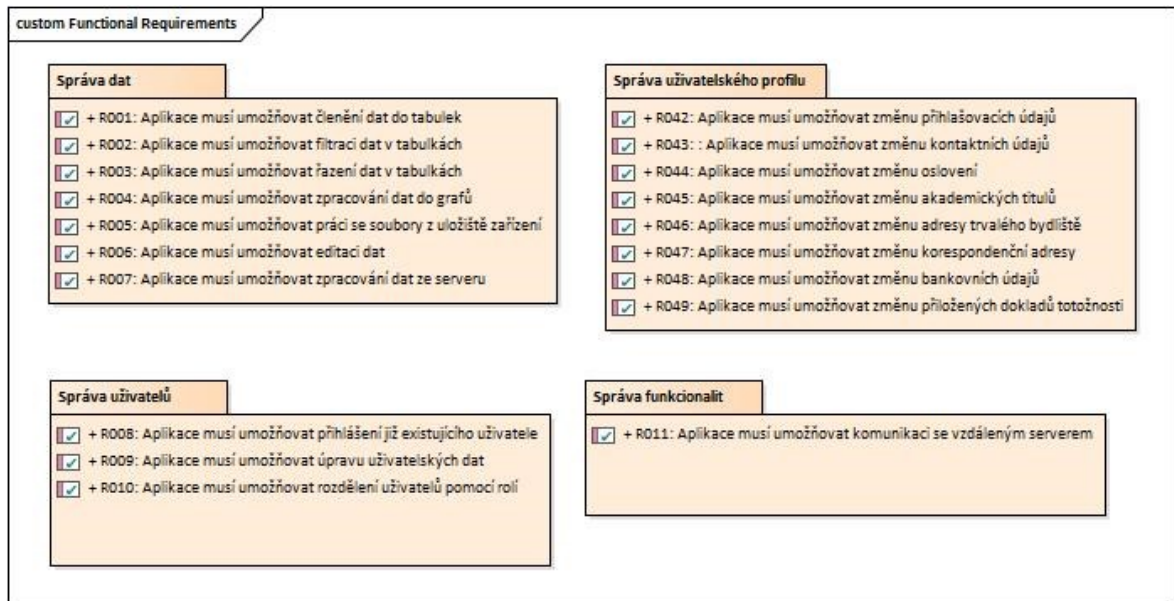 custom Functional Requirements
Správa dat
+ R001: Aplikace musí umožňovat členění dat do tabulek
+ R002: Aplikace musí umožňovat filtraci dat v tabulkách
+ R003: Aplikace musí umožňovat řazení dat v tabulkách
+ R004: Aplikace musí umožňovat zpracování dat do grafů
+ R005: Aplikace musí umožňovat práci se soubory z uložiště zařízení
+ R006: Aplikace musí umožňovat editaci dat
+ R007: Aplikace musí umožňovat zpracování dat ze serveru
Správa uživatelského profilu
+ R042: Aplikace musí umožňovat změnu přihlašovacích údajů
+ R043: : Aplikace musí umožňovat změnu kontaktních údajů
+ R044: Aplikace musí umožňovat změnu oslovení
+ R045: Aplikace musí umožňovat změnu akademických titulů
+ R046: Aplikace musí umožňovat změnu adresy trvalého bydliště
+ R047: Aplikace musí umožňovat změnu korespondenční adresy
+ R048: Aplikace musí umožňovat změnu bankovních údajů
+ R049: Aplikace musí umožňovat změnu přiložených dokladů totožnosti
Správa uživatelů
+ R008: Aplikace musí umožňovat přihlášení již existujícího uživatele
+ R009: Aplikace musí umožňovat úpravu uživatelských dat
+ R010: Aplikace musí umožňovat rozdělení uživatelů pomocí rolí
Správa funkcionalit
+ R011: Aplikace musí umožňovat komunikaci se vzdáleným serverem